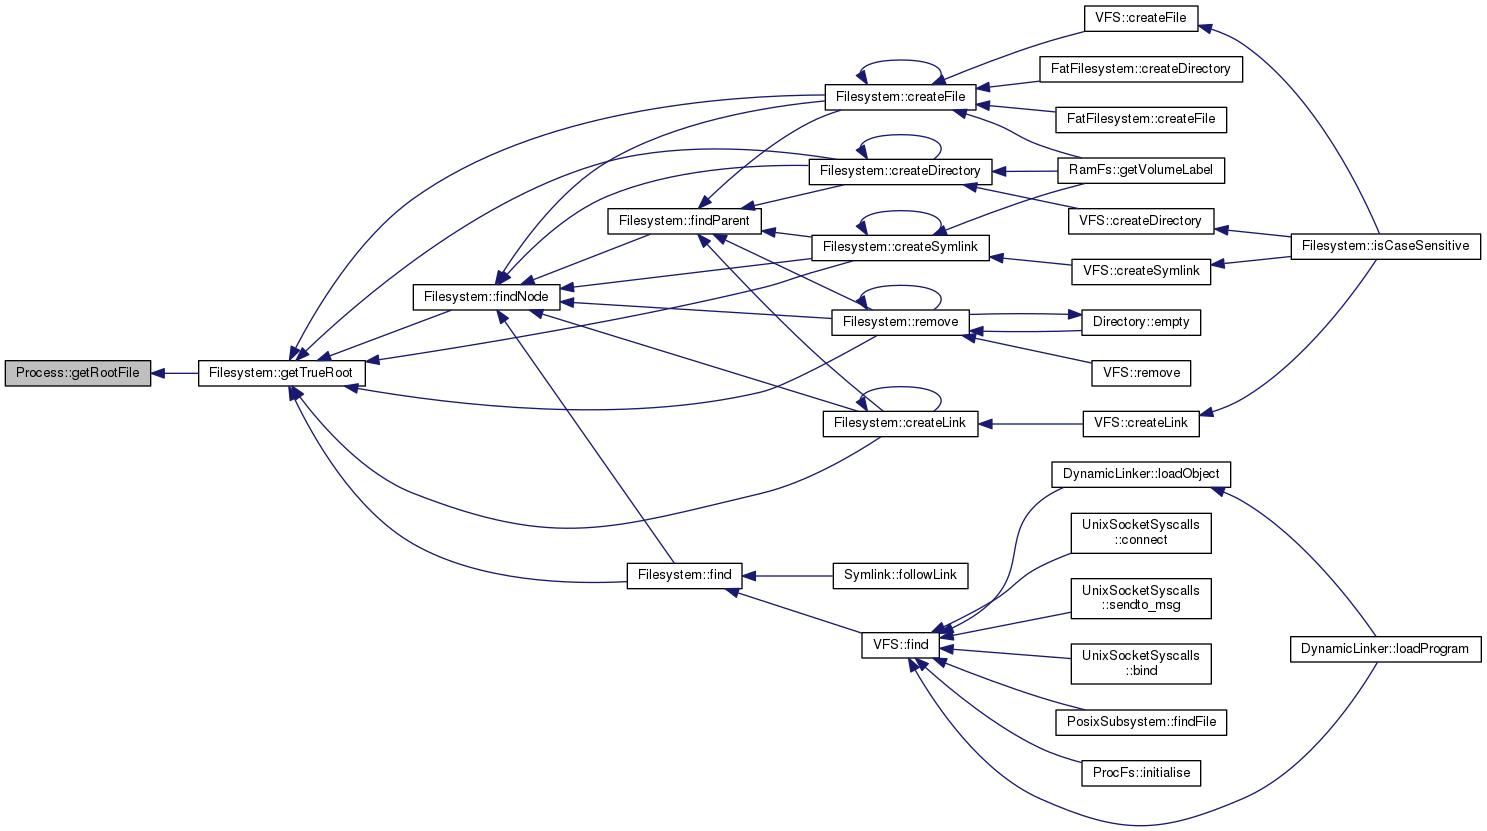 VFS::createFile
FatFilesystem::createDirectory
Filesystem::createFile
FatFilesystem::createFile
RamFs::getVolumeLabel
Filesystem::createDirectory
Filesystem::findParent
VFS::createDirectory
Filesystem::createSymlink
Filesystem::isCaseSensitive
VFS::createSymlink
Filesystem::findNode
Filesystem::remove
Directory::empty
Process::getRootFile
Filesystem::getTrueRoot
VFS::remove
Filesystem::createLink
VFS::createLink
DynamicLinker::loadObject
UnixSocketSyscalls
::connect
Filesystem::find
Symlink::followLink
UnixSocketSyscalls
::sendto_msg
VFS::find
DynamicLinker::loadProgram
UnixSocketSyscalls
::bind
PosixSubsystem::findFile
ProcFs::initialise